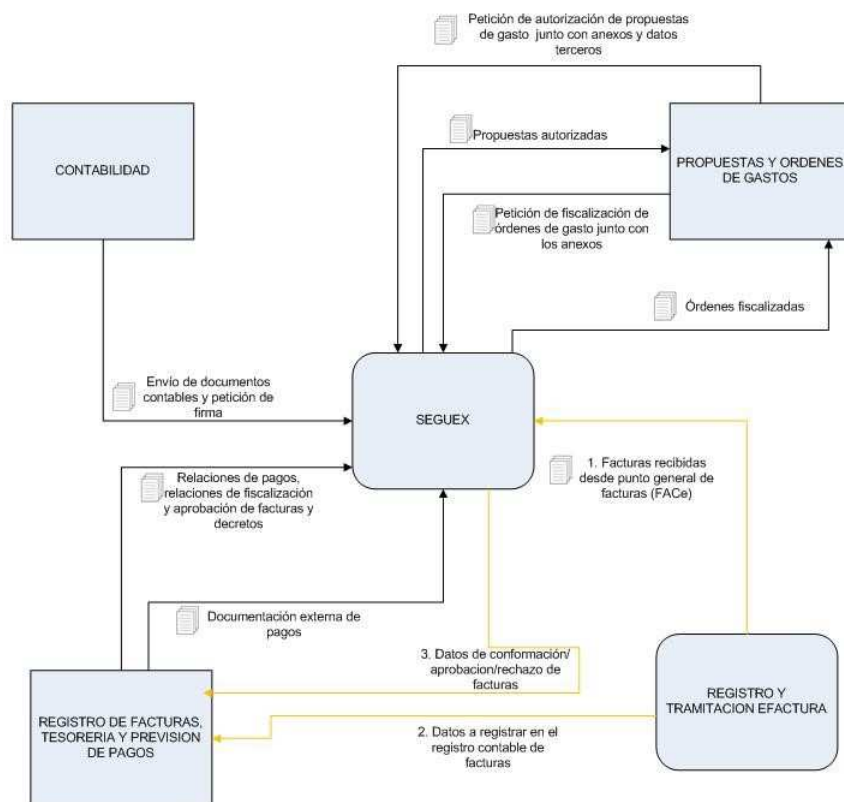 Petición de autorización de propuestas
de gasto junto con anexos y datos
terceros
Propuestas autorizadas
CONTABILIDAD
PROPUESTAS Y ORDENES
DE GASTOS
Petición de fiscalización de
órdenes de gasto junto con
los anexos
Órdenes fiscalizadas
Envío de documentos
contables y petición de
firma
SEGUEX
1. Facturas recibidas
desde punto general de
facturas (FACe)
Relaciones de pagos,
relaciones de fiscalización
y aprobación de facturas y
decretos
Documentación externa de
pagos
3. Datos de conformación/
aprobacion/rechazo de
facturas
REGISTRO Y
TRAMITACION EFACTURA
REGISTRO DE FACTURAS,
TESORERIA Y PREVISION
DE PAGOS
2. Datos a registrar en el
registro contable de
facturas